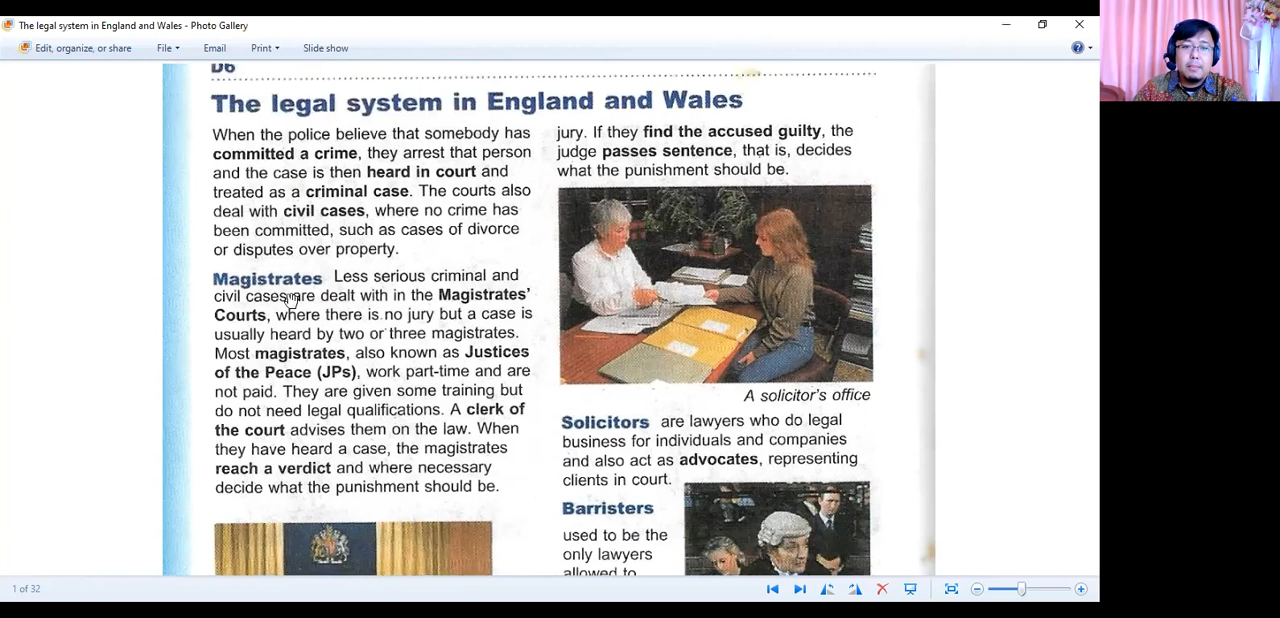 The legal system in England and Wales - Photo Gallery
Edit, organize, or share
File
Email
Print
Slide show
D6
The legal system in England and Wales
When the police believe that somebody has
committed a crime, they arrest that person
and the case is then heard in court and
treated as a criminal case. The courts also
deal with civil cases, where no crime has
been committed, such as cases of divorce
or disputes over property.
Magistrates Less serious criminal and
civil cases are dealt with in the Magistrates'
Courts, where there is no jury but a case is
usually heard by two or three magistrates.
Most magistrates, also known as Justices
of the Peace (JPs), work part-time and are
not paid. They are given some training but
do not need legal qualifications. A clerk of
the court advises them on the law. When
they have heard a case, the magistrates
reach a verdict and where necessary
decide what the punishment should be.
jury. If they find the accused guilty, the
judge passes sentence, that is, decides
what the punishment should be.
A solicitor's office
Solicitors are lawyers who do legal
business for individuals and companies
and also act as advocates, representing
clients in court.
Barristers
used to be the
only lawyers
allowed to
1 of 32